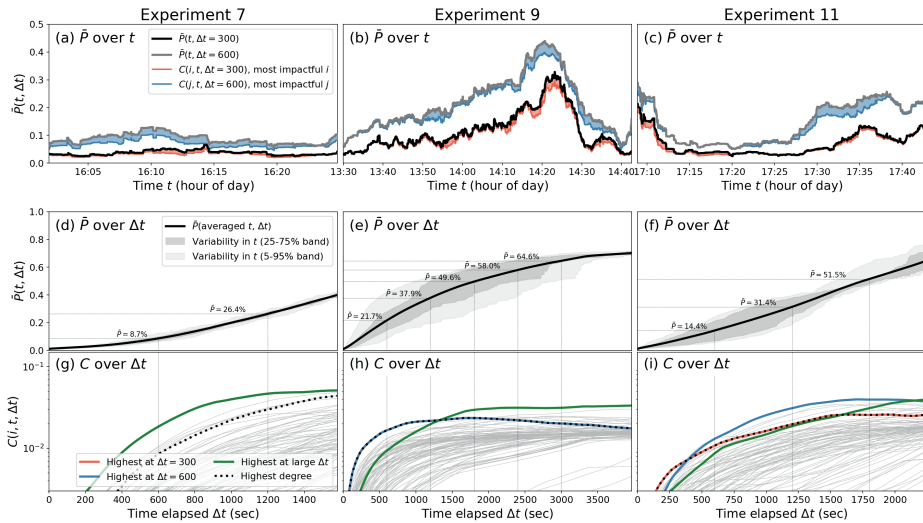 Experiment 7
Experiment 9
Experiment 11
(a) P̄ over t
P̄(t, Δt = 300)
P̄(t, Δt = 600)
C(i, t, Δt = 300), most impactful i
C(j, t, Δt = 600), most impactful j
(b) P̄ over t
(c) P̄ over t
P̄(t, Δt)
0.5
0.4
0.3
0.2
0.1
0.0
16:05 16:10 16:15 16:20
13:30 13:40 13:50 14:00 14:10 14:20 14:30 14:40
17:10 17:15 17:20 17:25 17:30 17:35 17:40
Time t (hour of day)
Time t (hour of day)
Time t (hour of day)
(d) P̄ over Δt
P̄(averaged t, Δt)
Variability in t (25-75% band)
Variability in t (5-95% band)
P̄ = 8.7%
P̄ = 26.4%
(e) P̄ over Δt
P̄ = 21.7%
P̄ = 37.9%
P̄ = 49.6%
P̄ = 58.0%
P̄ = 64.6%
(f) P̄ over Δt
P̄ = 14.4%
P̄ = 31.4%
P̄ = 51.5%
P̄(t, Δt)
1.0
0.8
0.6
0.4
0.2
0.0
(g) C over Δt
Highest at Δt = 300
Highest at Δt = 600
Highest at large Δt
Highest degree
(h) C over Δt
(i) C over Δt
C(i, t, Δt)
10⁻¹
10⁻²
0 200 400 600 800 1000 1200 1400
0 500 1000 1500 2000 2500 3000 3500
250 500 750 1000 1250 1500 1750 2000
Time elapsed Δt (sec)
Time elapsed Δt (sec)
Time elapsed Δt (sec)